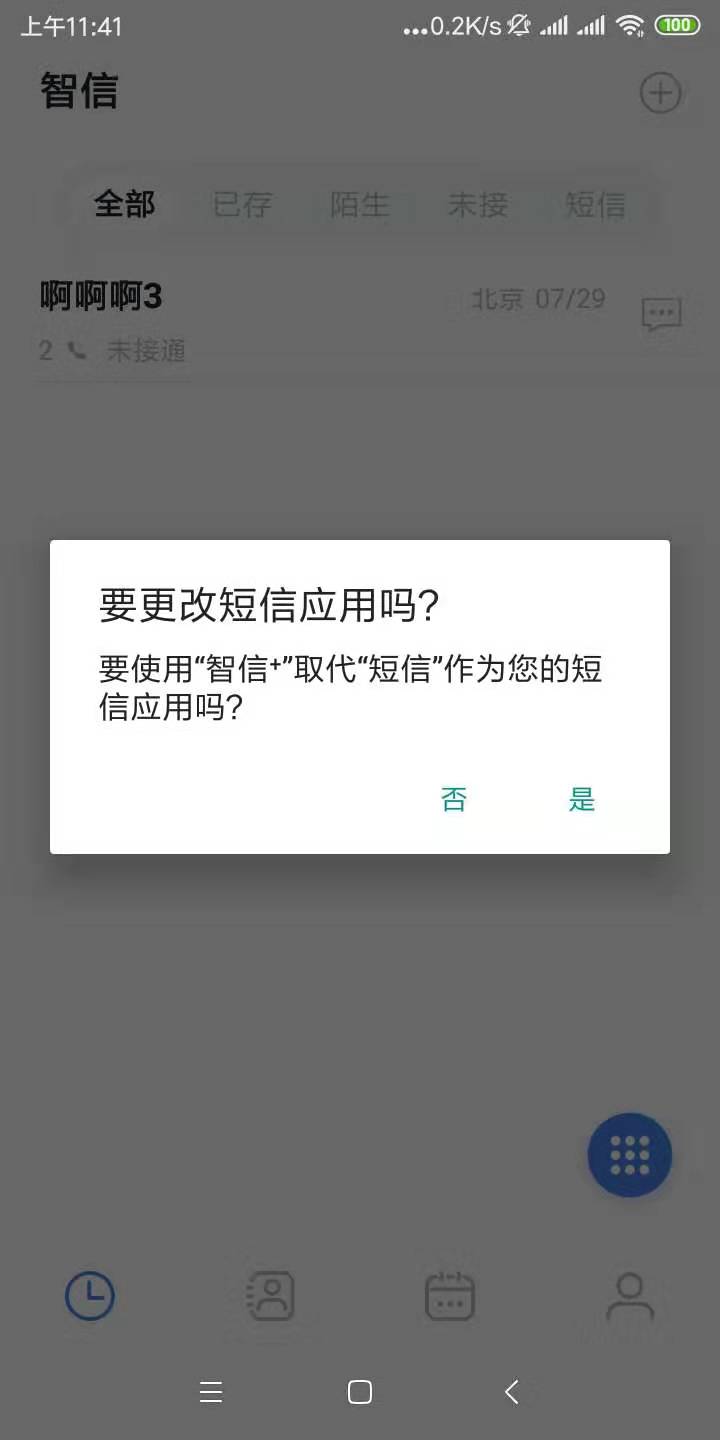 上午11:41
...0.2K/s
100
智信
全部 已存 陌生 未接 短信
啊啊啊3
北京 07/29
2 未接通
要更改短信应用吗?
要使用“智信⁺”取代“短信”作为您的短
信应用吗?
否 是